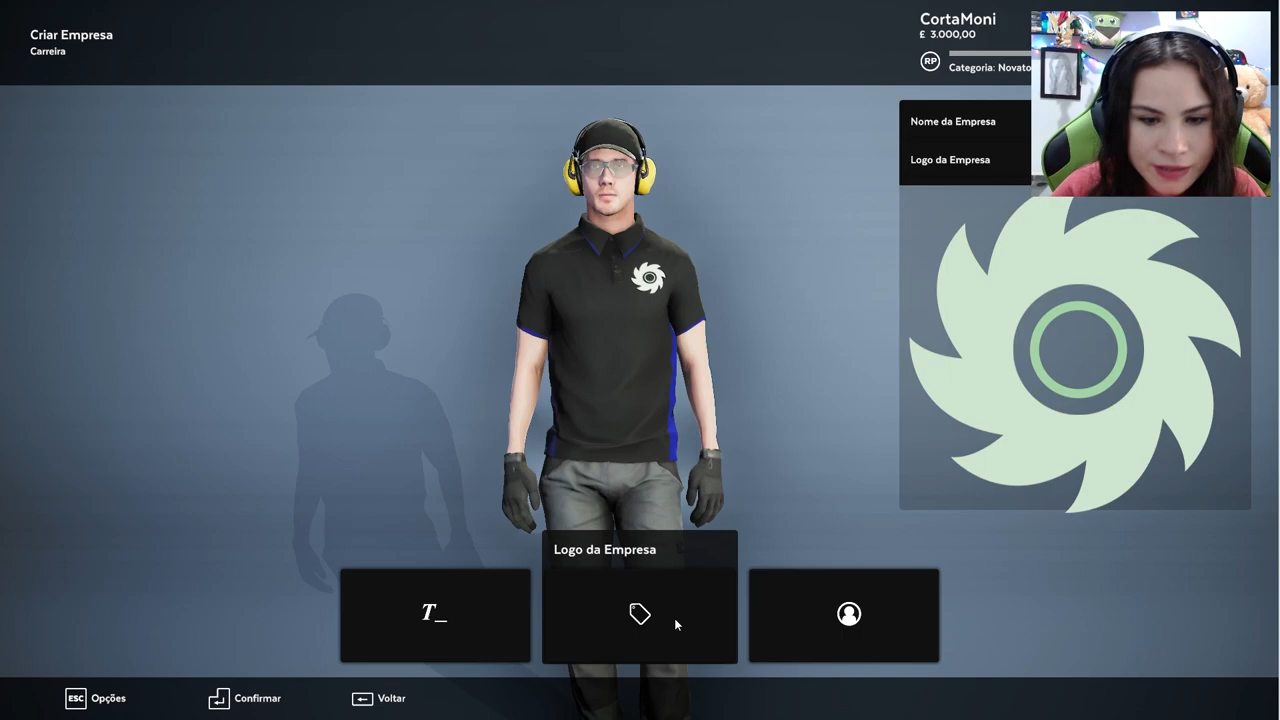 Criar Empresa
Carreira
CortaMoni
£ 3.000,00
RP
Categoria: Novato
Nome da Empresa
Logo da Empresa
Logo da Empresa
T_
ESC Opções
Confirmar
Voltar